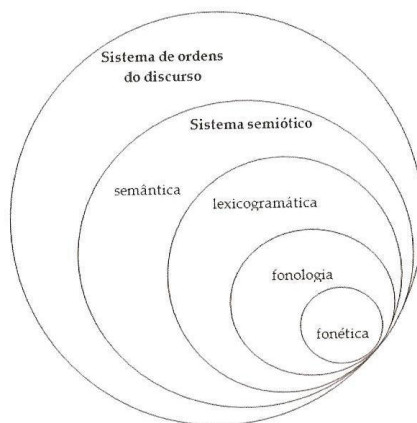 Sistema de ordens
do discurso
Sistema semiótico
semântica
lexicogramática
fonologia
fonética